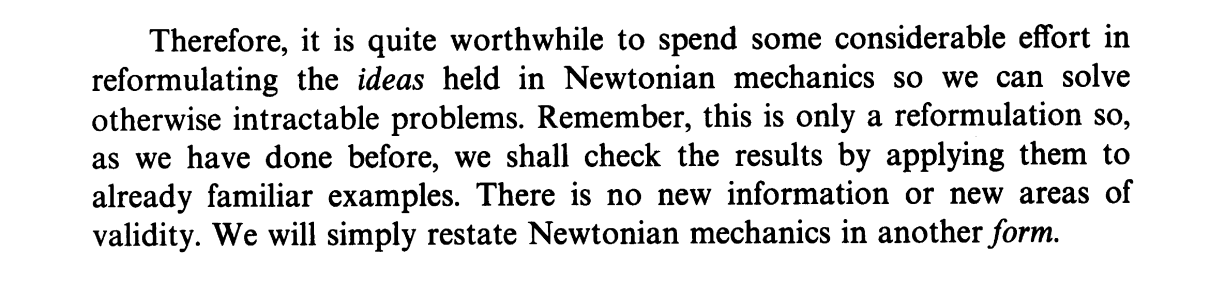 Therefore, it is quite worthwhile to spend some considerable effort in
reformulating the ideas held in Newtonian mechanics so we can solve
otherwise intractable problems. Remember, this is only a reformulation so,
as we have done before, we shall check the results by applying them to
already familiar examples. There is no new information or new areas of
validity. We will simply restate Newtonian mechanics in another form.